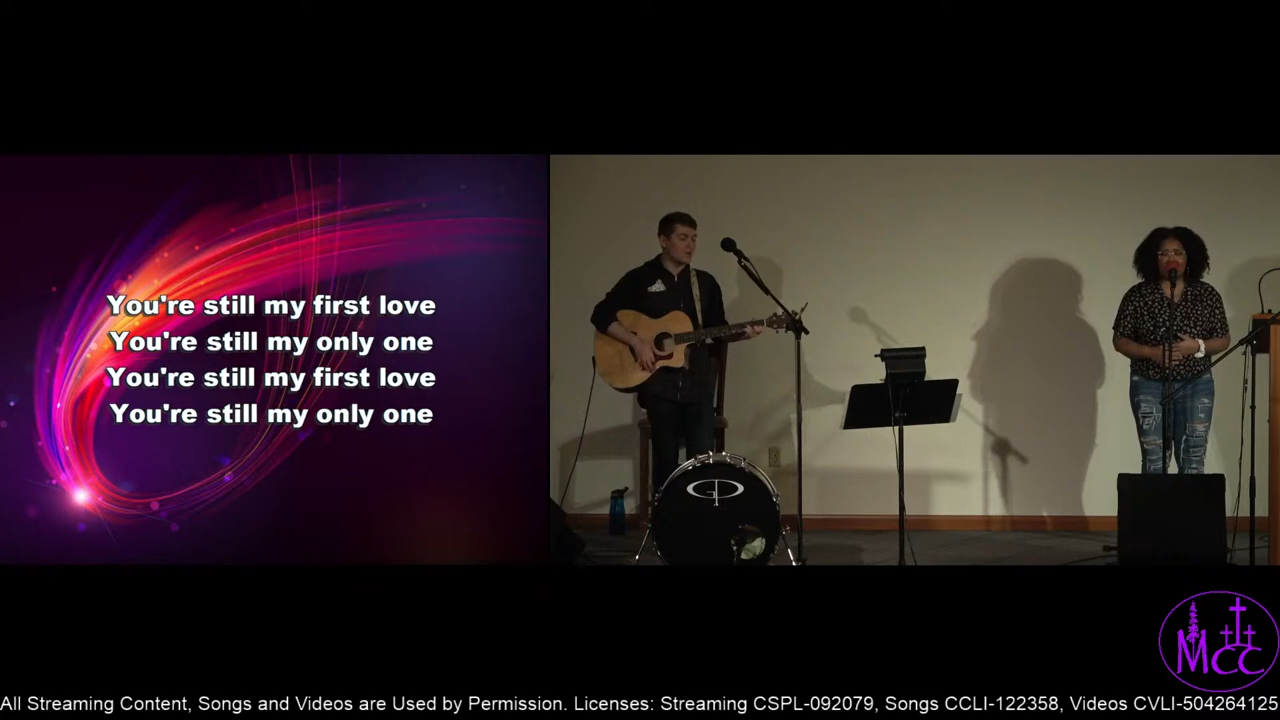 You're still my first love
You're still my only one
You're still my first love
You're still my only one
GP
MCC
All Streaming Content, Songs and Videos are Used by Permission. Licenses: Streaming CSPL-092079, Songs CCLI-122358, Videos CVLI-504264125